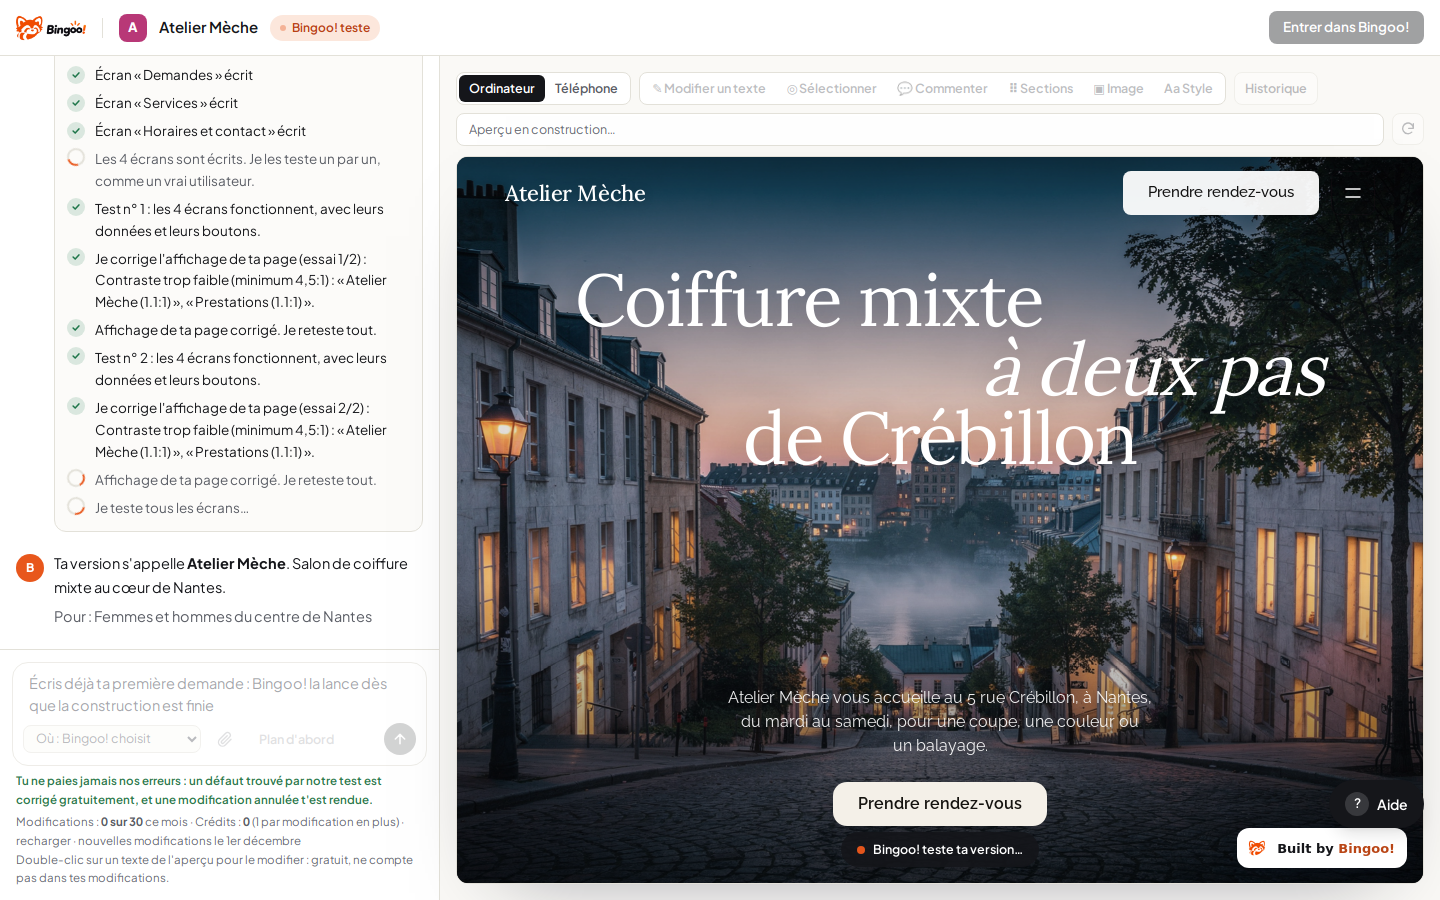 Bingoo!
A
Atelier Mèche
Bingoo! teste
Entrer dans Bingoo!
Écran « Demandes » écrit
Écran « Services » écrit
Écran « Horaires et contact » écrit
Les 4 écrans sont écrits. Je les teste un par un,
comme un vrai utilisateur.
Test n° 1 : les 4 écrans fonctionnent, avec leurs
données et leurs boutons.
Je corrige l'affichage de ta page (essai 1/2) :
Contraste trop faible (minimum 4,5:1) : « Atelier
Mèche (1.1:1) », « Prestations (1.1:1) ».
Affichage de ta page corrigé. Je reteste tout.
Test n° 2 : les 4 écrans fonctionnent, avec leurs
données et leurs boutons.
Je corrige l'affichage de ta page (essai 2/2) :
Contraste trop faible (minimum 4,5:1) : « Atelier
Mèche (1.1:1) », « Prestations (1.1:1) ».
Affichage de ta page corrigé. Je reteste tout.
Je teste tous les écrans…
B
Ta version s'appelle Atelier Mèche. Salon de coiffure
mixte au cœur de Nantes.
Pour : Femmes et hommes du centre de Nantes
Écris déjà ta première demande : Bingoo! la lance dès
que la construction est finie
Où : Bingoo! choisit
Plan d'abord
Tu ne paies jamais nos erreurs : un défaut trouvé par notre test est
corrigé gratuitement, et une modification annulée t'est rendue.
Modifications : 0 sur 30 ce mois · Crédits : 0 (1 par modification en plus) ·
recharger · nouvelles modifications le 1er décembre
Double-clic sur un texte de l'aperçu pour le modifier : gratuit, ne compte
pas dans tes modifications.
Ordinateur
Téléphone
Modifier un texte
Sélectionner
Commenter
Sections
Image
Aa Style
Historique
Aperçu en construction…
Atelier Mèche
Prendre rendez-vous
Coiffure mixte
à deux pas
de Crébillon
Atelier Mèche vous accueille au 5 rue Crébillon, à Nantes,
du mardi au samedi, pour une coupe, une couleur ou
un balayage.
Prendre rendez-vous
Bingoo! teste ta version…
? Aide
Built by Bingoo!